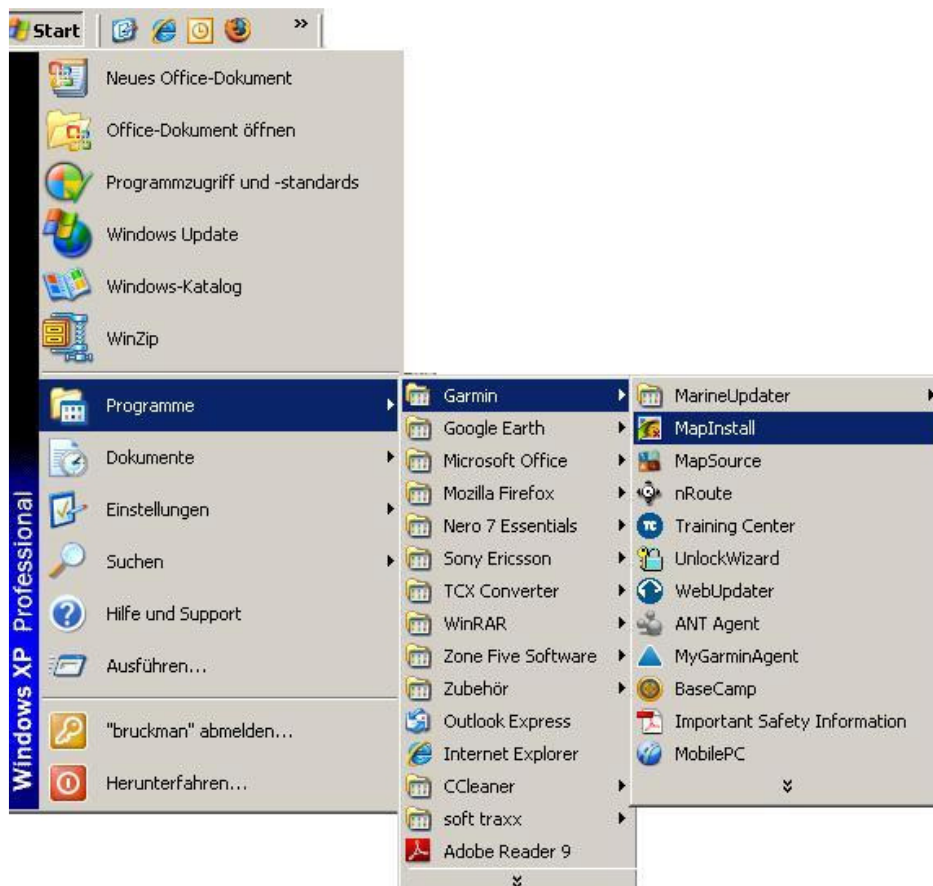 Start
»
Neues Office-Dokument
Office-Dokument öffnen
Programmzugriff und -standards
Windows Update
Windows-Katalog
WinZip
Programme
Dokumente
Einstellungen
Suchen
Hilfe und Support
Ausführen...
"bruckman" abmelden...
Herunterfahren...
Windows XP Professional
Garmin
Google Earth
Microsoft Office
Mozilla Firefox
Nero 7 Essentials
Sony Ericsson
TCX Converter
WinRAR
Zone Five Software
Zubehör
Outlook Express
Internet Explorer
CCleaner
soft traxx
Adobe Reader 9
MarineUpdater
MapInstall
MapSource
nRoute
Training Center
UnlockWizard
WebUpdater
ANT Agent
MyGarminAgent
BaseCamp
Important Safety Information
MobilePC